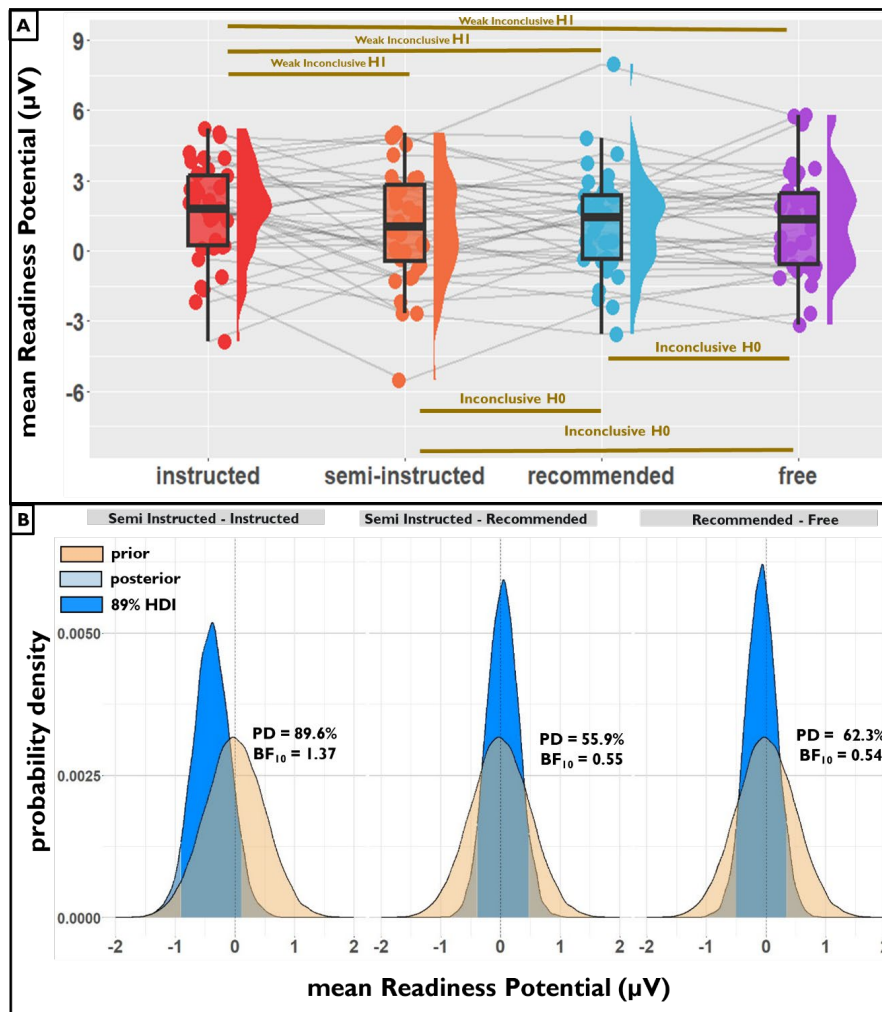 A
Weak Inconclusive H1
Weak Inconclusive H1
Weak Inconclusive H1
mean Readiness Potential (µV)
9
6
3
0
-3
-6
Inconclusive H0
Inconclusive H0
Inconclusive H0
instructed semi-instructed recommended free
B
Semi Instructed - Instructed Semi Instructed - Recommended Recommended - Free
prior
posterior
89% HDI
probability density
0.0050
0.0025
0.0000
PD = 89.6%
BF₁₀ = 1.37
PD = 55.9%
BF₁₀ = 0.55
PD = 62.3%
BF₁₀ = 0.54
-2 -1 0 1 2 -2 -1 0 1 2 -2 -1 0 1 2
mean Readiness Potential (µV)